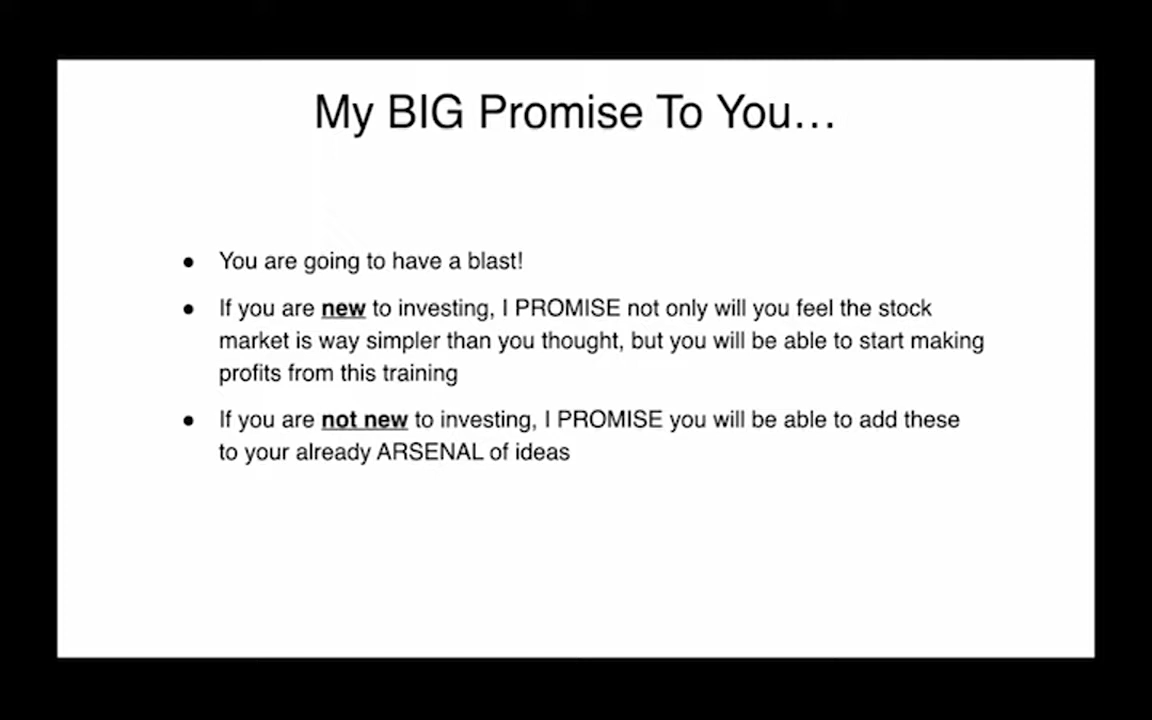 My BIG Promise To You…
● You are going to have a blast!
● If you are new to investing, I PROMISE not only will you feel the stock
market is way simpler than you thought, but you will be able to start making
profits from this training
● If you are not new to investing, I PROMISE you will be able to add these
to your already ARSENAL of ideas